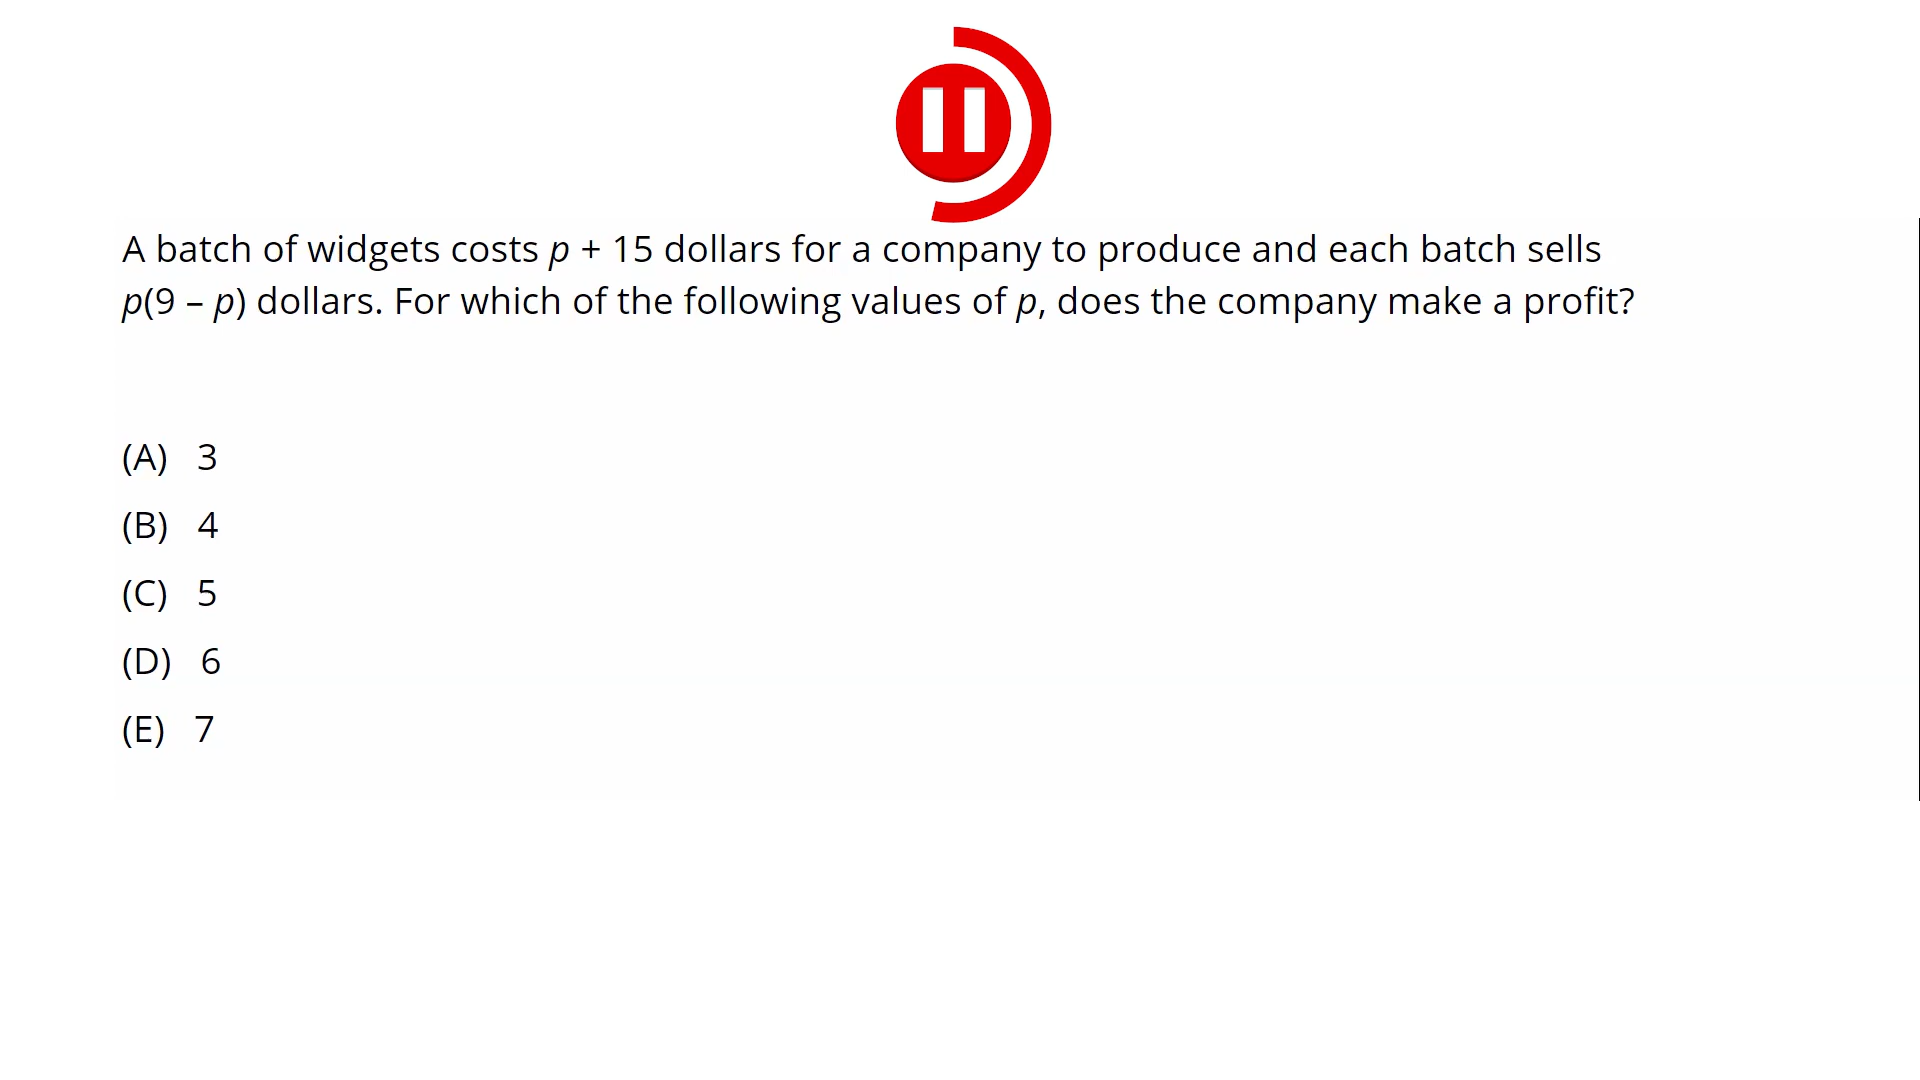 A batch of widgets costs p + 15 dollars for a company to produce and each batch sells
p(9 – p) dollars. For which of the following values of p, does the company make a profit?
(A) 3
(B) 4
(C) 5
(D) 6
(E) 7